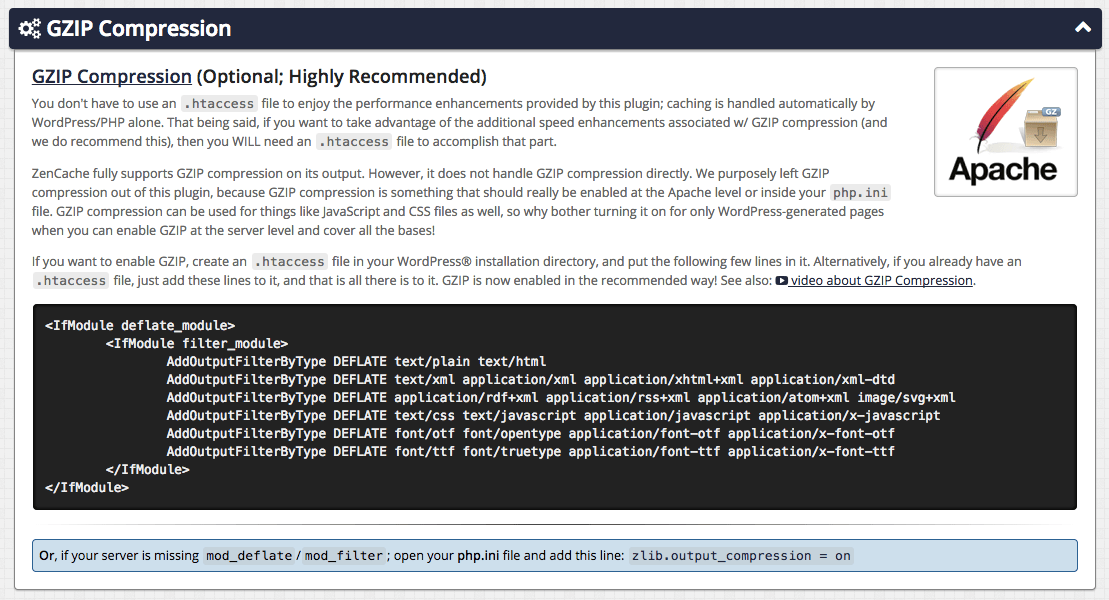 GZIP Compression
GZIP Compression (Optional; Highly Recommended)
You don't have to use an .htaccess file to enjoy the performance enhancements provided by this plugin; caching is handled automatically by
WordPress/PHP alone. That being said, if you want to take advantage of the additional speed enhancements associated w/ GZIP compression (and
we do recommend this), then you WILL need an .htaccess file to accomplish that part.
GZ
Apache
ZenCache fully supports GZIP compression on its output. However, it does not handle GZIP compression directly. We purposely left GZIP
compression out of this plugin, because GZIP compression is something that should really be enabled at the Apache level or inside your php.ini
file. GZIP compression can be used for things like JavaScript and CSS files as well, so why bother turning it on for only WordPress-generated pages
when you can enable GZIP at the server level and cover all the bases!
If you want to enable GZIP, create an .htaccess file in your WordPress® installation directory, and put the following few lines in it. Alternatively, if you already have an
.htaccess file, just add these lines to it, and that is all there is to it. GZIP is now enabled in the recommended way! See also: video about GZIP Compression.
<IfModule deflate_module>
<IfModule filter_module>
AddOutputFilterByType DEFLATE text/plain text/html
AddOutputFilterByType DEFLATE text/xml application/xml application/xhtml+xml application/xml-dtd
AddOutputFilterByType DEFLATE application/rdf+xml application/rss+xml application/atom+xml image/svg+xml
AddOutputFilterByType DEFLATE text/css text/javascript application/javascript application/x-javascript
AddOutputFilterByType DEFLATE font/otf font/opentype application/font-otf application/x-font-otf
AddOutputFilterByType DEFLATE font/ttf font/truetype application/font-ttf application/x-font-ttf
</IfModule>
</IfModule>
Or, if your server is missing mod_deflate/mod_filter; open your php.ini file and add this line: zlib.output_compression = on